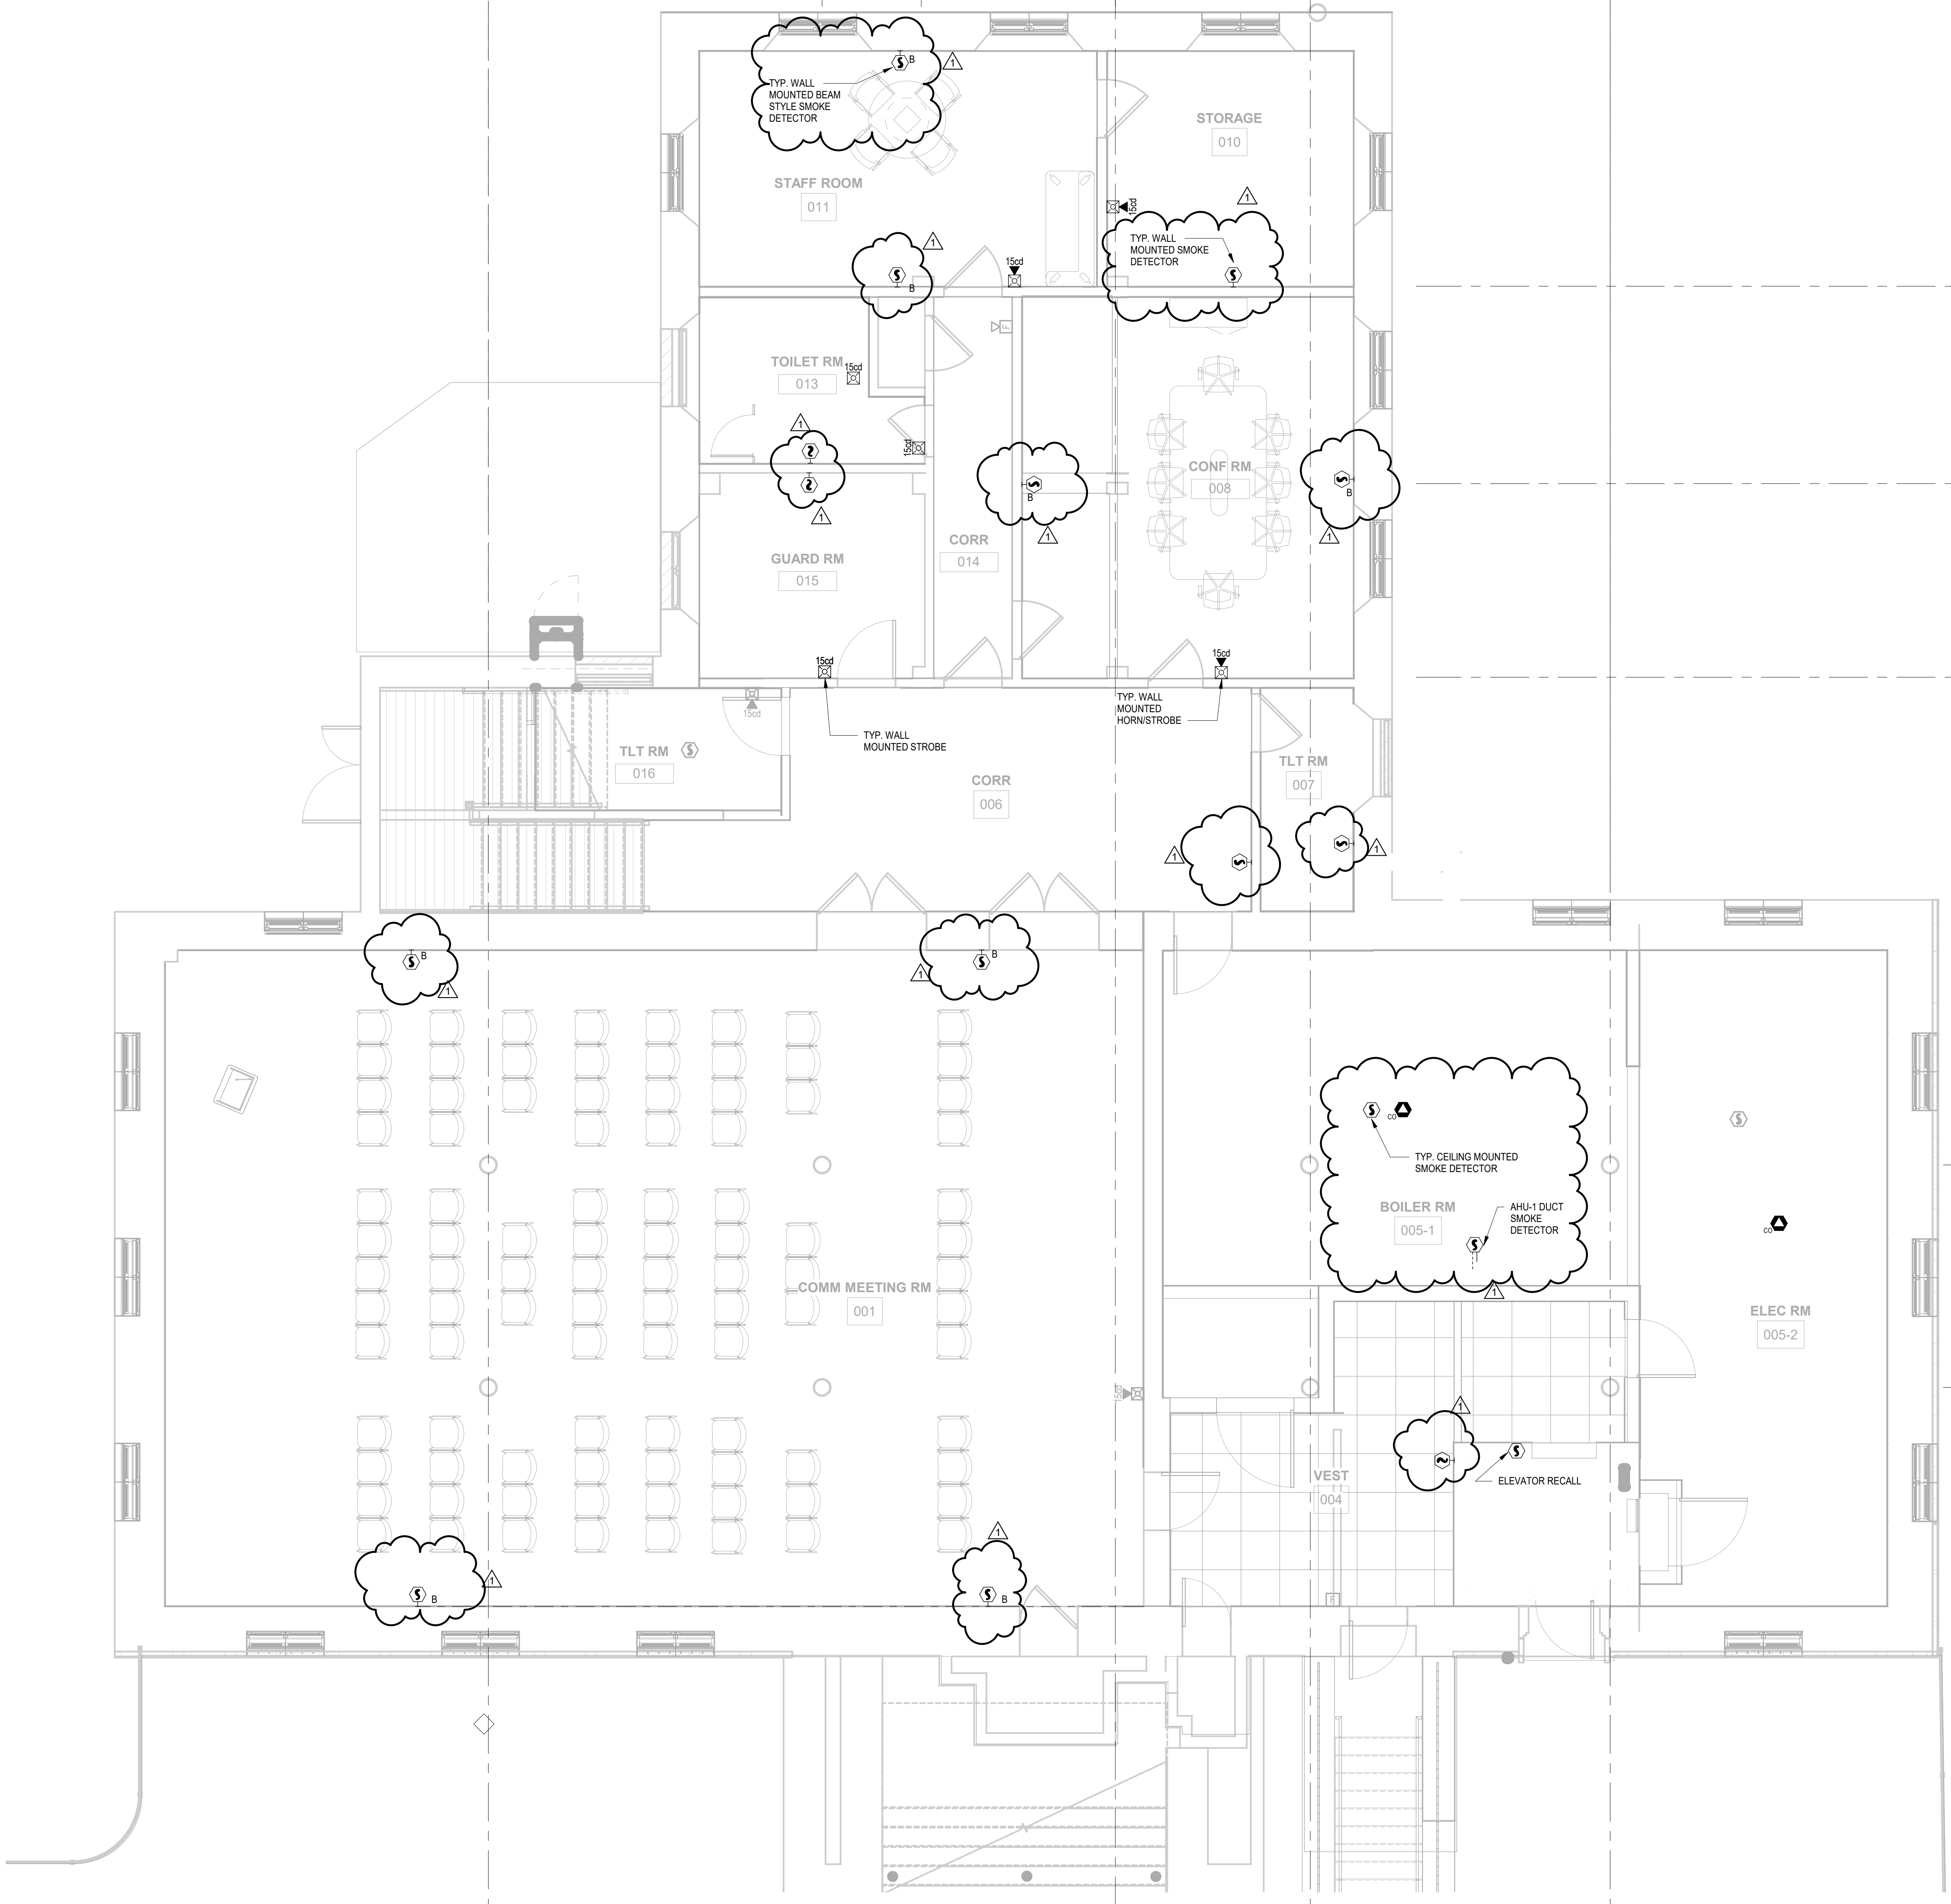 B
1
TYP. WALL
MOUNTED BEAM
STYLE SMOKE
DETECTOR
STORAGE
010
STAFF ROOM
011
15cd
1
TYP. WALL
MOUNTED SMOKE
DETECTOR
1
B
15cd
F
TOILET RM
013
15cd
1
15cd
1
CONF RM
008
B
B
1
1
CORR
014
GUARD RM
015
15cd
TYP. WALL
MOUNTED STROBE
15cd
TYP. WALL
MOUNTED
HORN/STROBE
15cd
TLT RM
016
CORR
006
TLT RM
007
1
1
B
1
B
1
CO
TYP. CEILING MOUNTED
SMOKE DETECTOR
BOILER RM
005-1
AHU-1 DUCT
SMOKE
DETECTOR
1
CO
COMM MEETING RM
001
ELEC RM
005-2
15cd
1
VEST
004
ELEVATOR RECALL
B
1
B
1
F